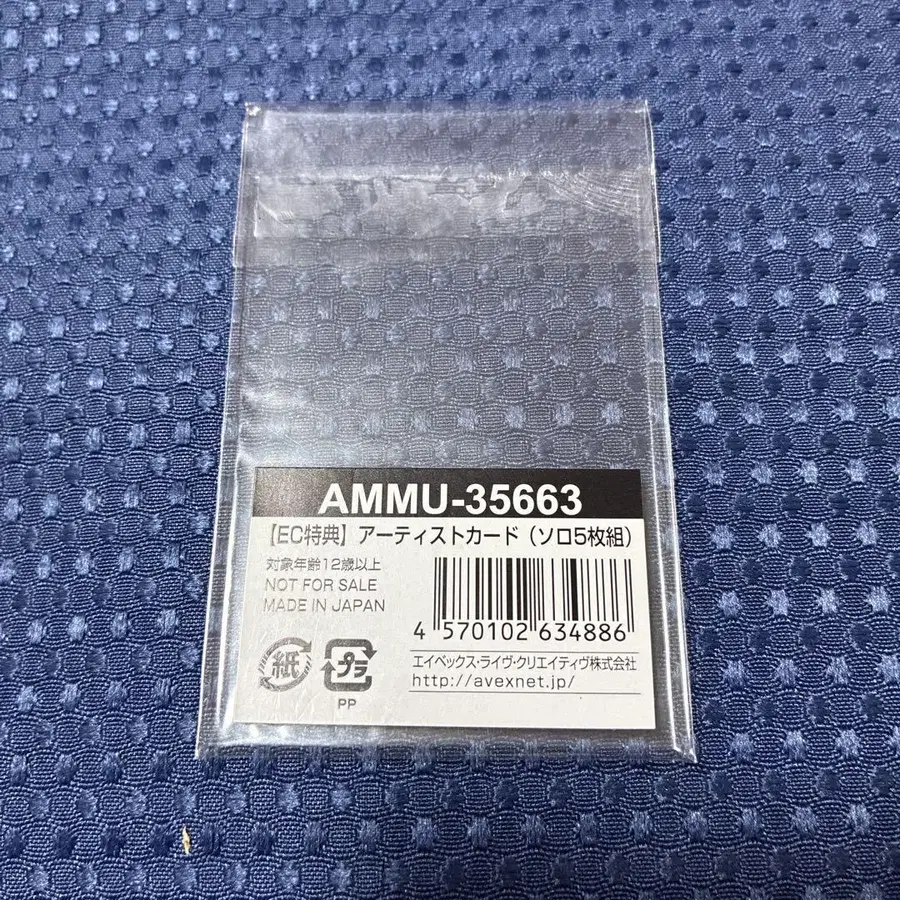 AMMU-35663
【EC特典】アーティストカード（ソロ5枚組）
対象年齢12歳以上
NOT FOR SALE
MADE IN JAPAN
4 570102 634886
紙
プラ
PP
エイベックス・ライヴ・クリエイティヴ株式会社
http://avexnet.jp/